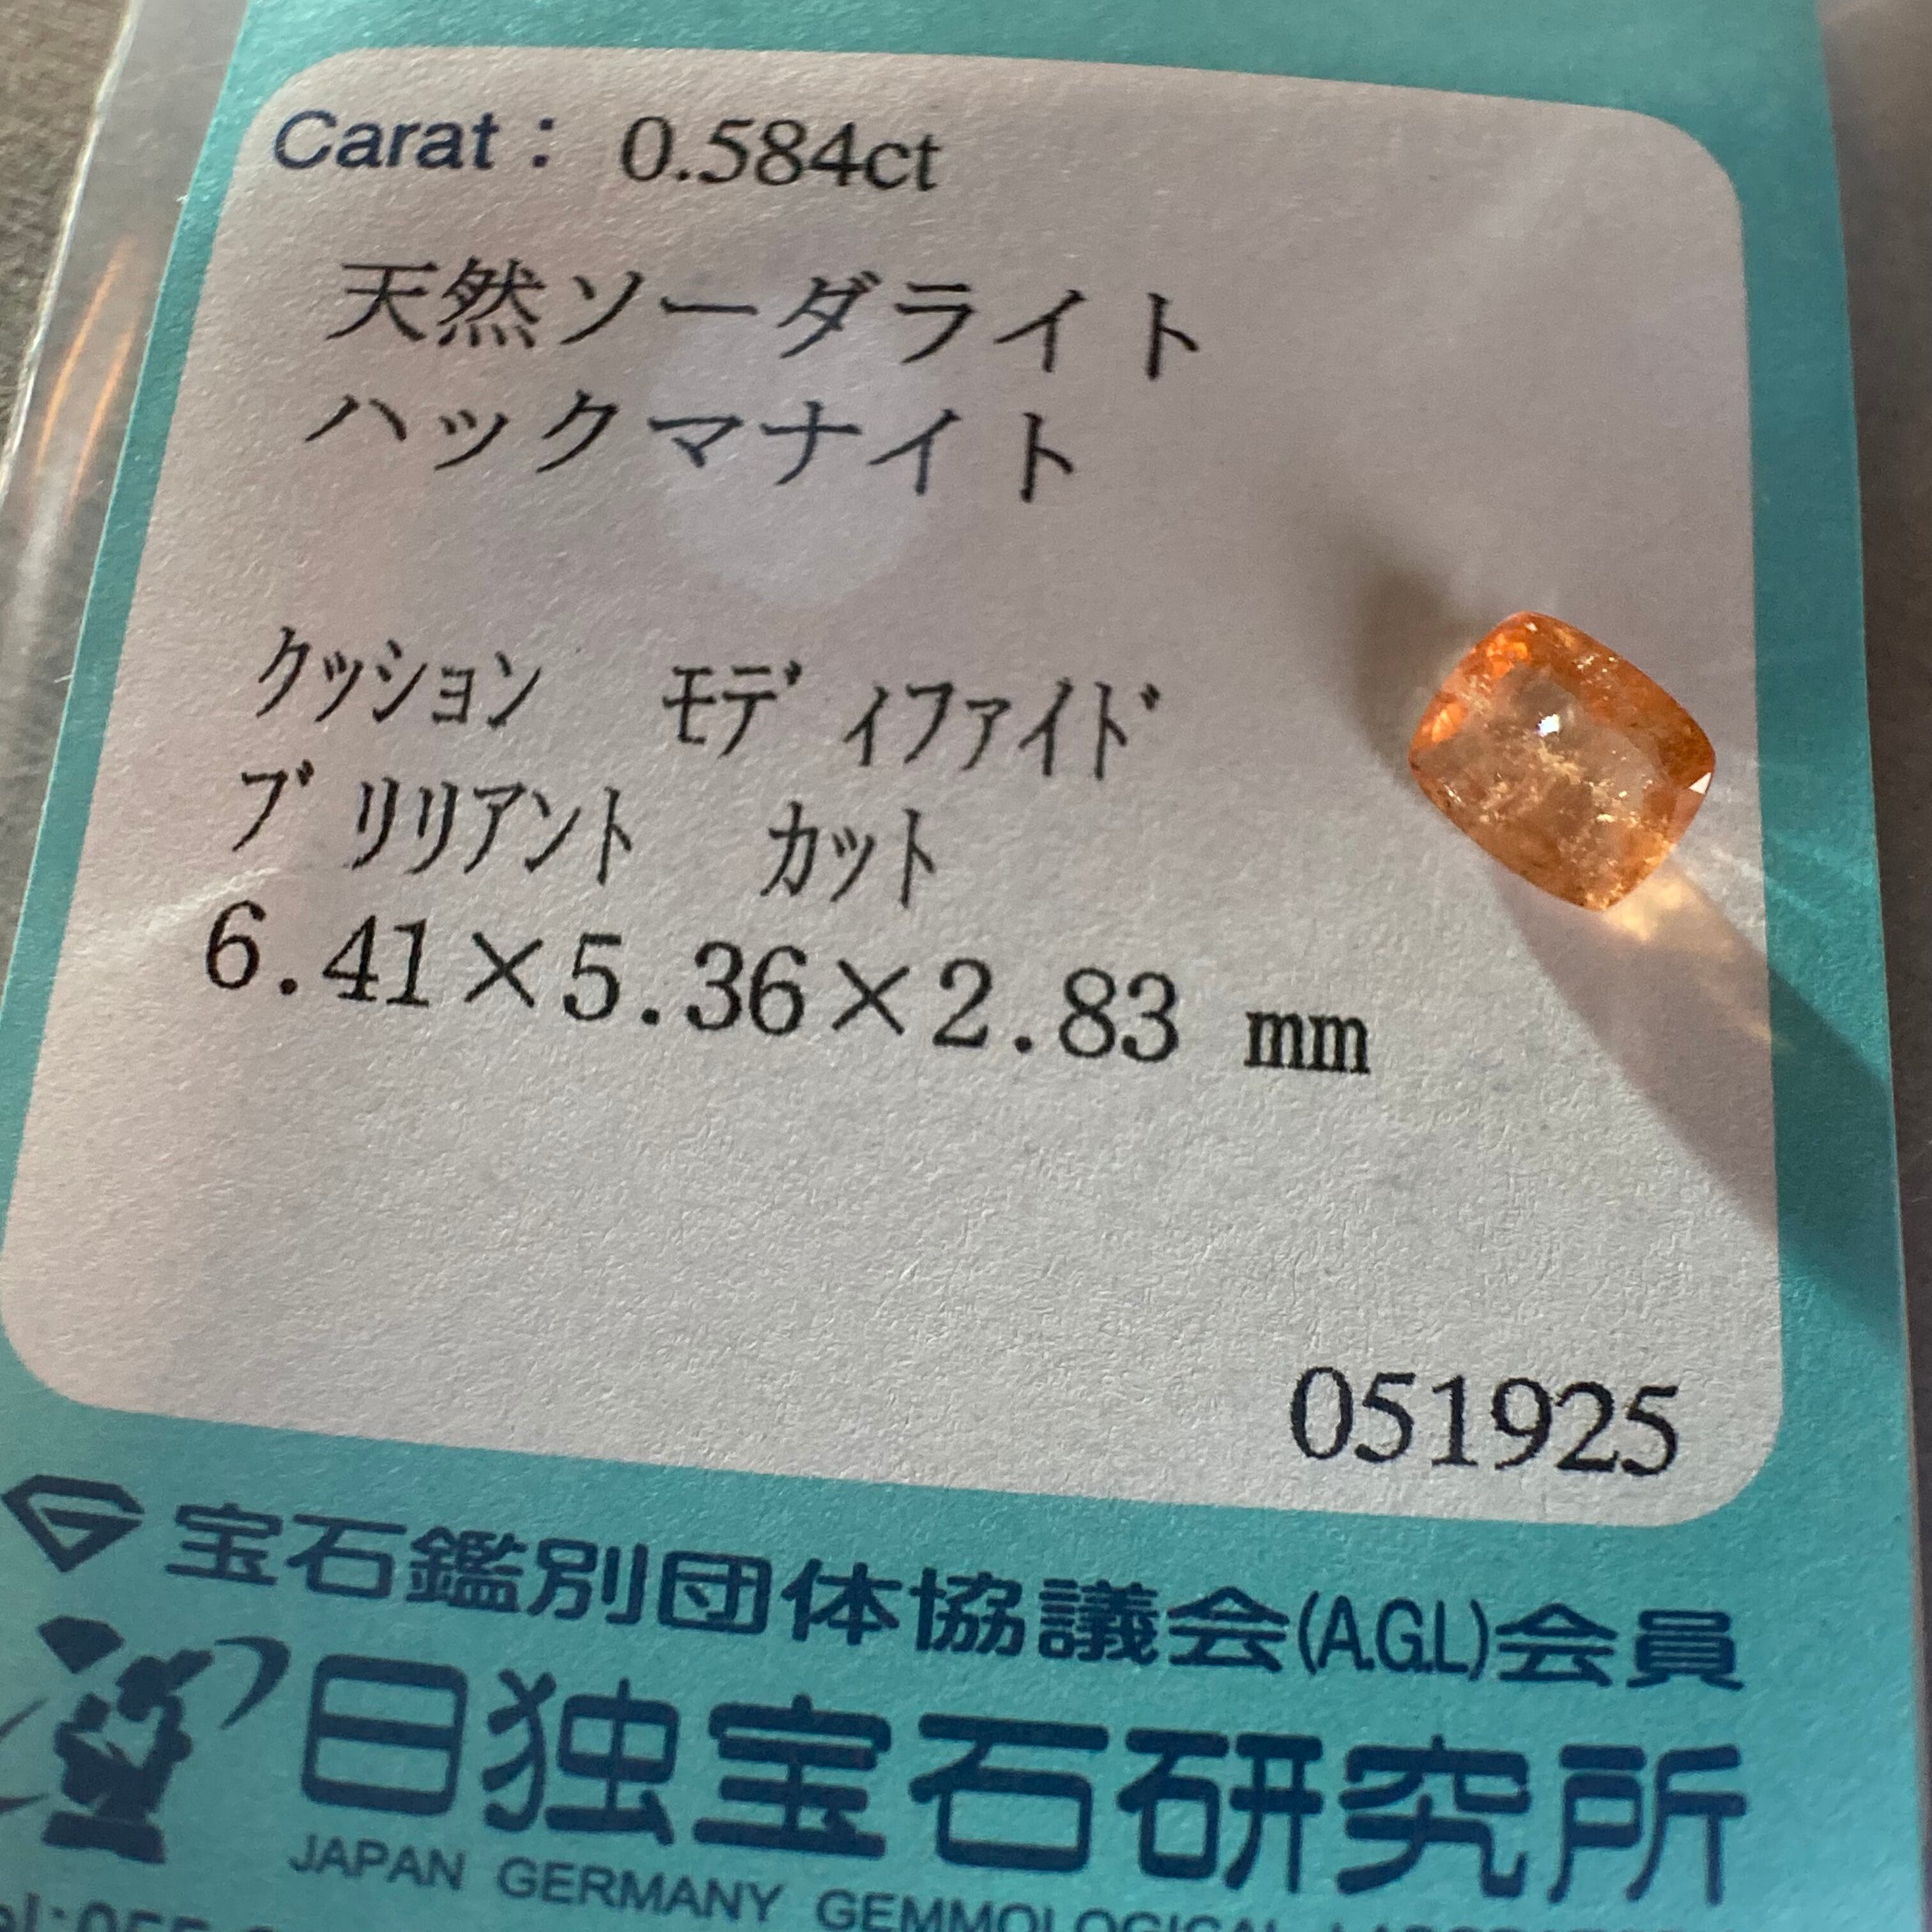 Carat： 0.584ct
天然ソーダライト
ハックマナイト
ｸｯｼｮﾝ ﾓﾃﾞｨﾌｧｲﾄﾞ
ﾌﾞﾘﾘｱﾝﾄ ｶｯﾄ
6.41×5.36×2.83 mm
051925
宝石鑑別団体協議会(A.G.L)会員
日独宝石研究所
JAPAN GERMANY GEMMOLOGICAL